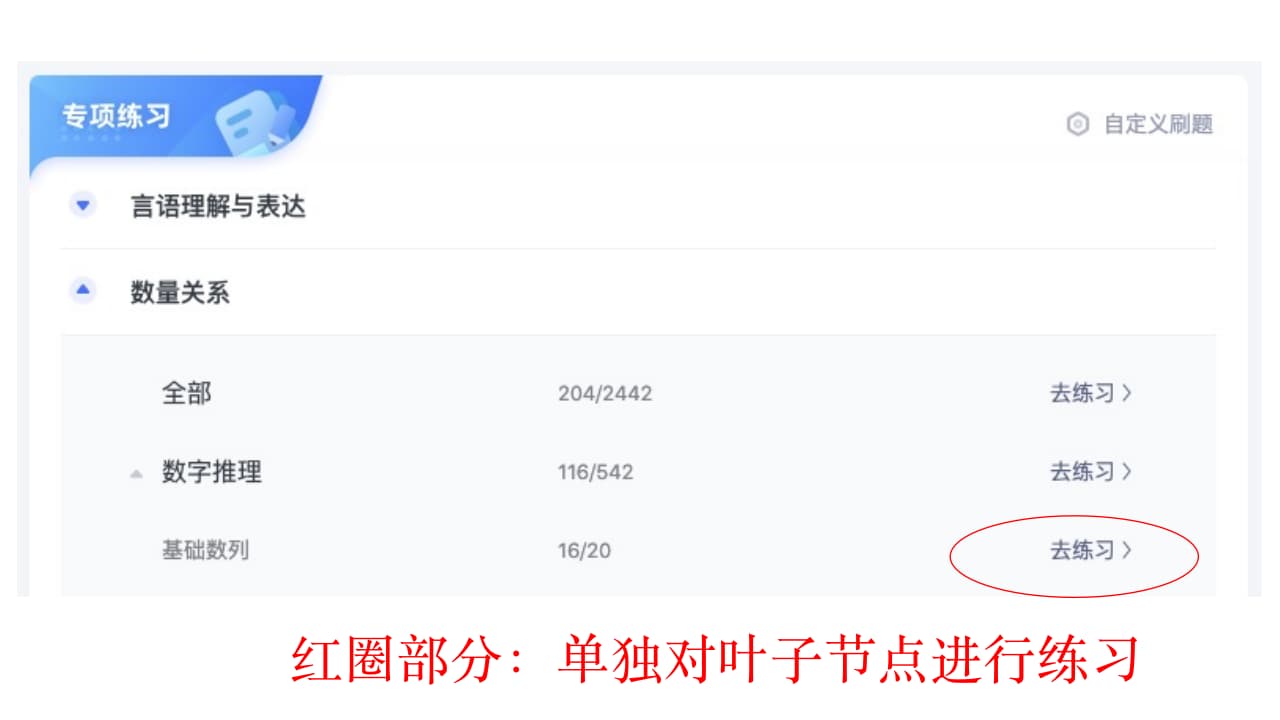 专项练习
自定义刷题
言语理解与表达
数量关系
全部 204/2442 去练习
数字推理 116/542 去练习
基础数列 16/20 去练习
红圈部分：单独对叶子节点进行练习